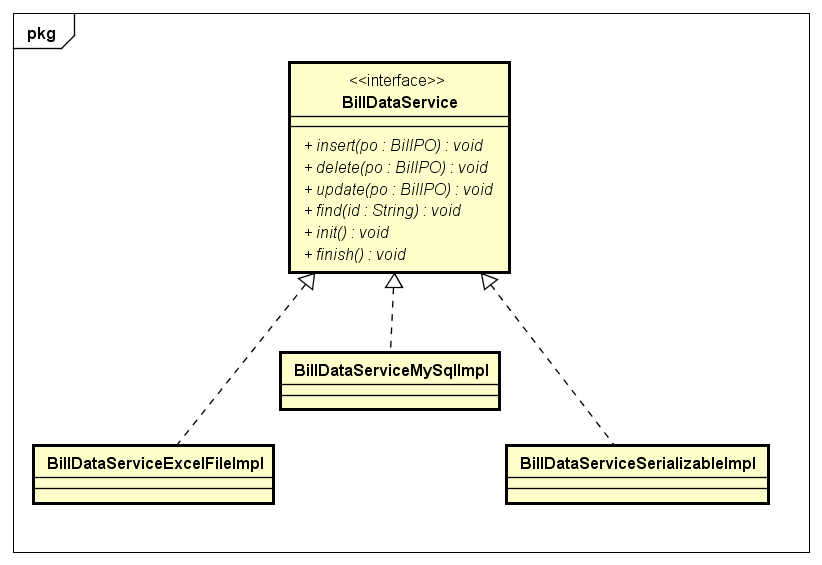 pkg
<<interface>>
BillDataService
+ insert(po : BillPO) : void
+ delete(po : BillPO) : void
+ update(po : BillPO) : void
+ find(id : String) : void
+ init() : void
+ finish() : void
BillDataServiceMySqlImpl
BillDataServiceExcelFileImpl
BillDataServiceSerializableImpl